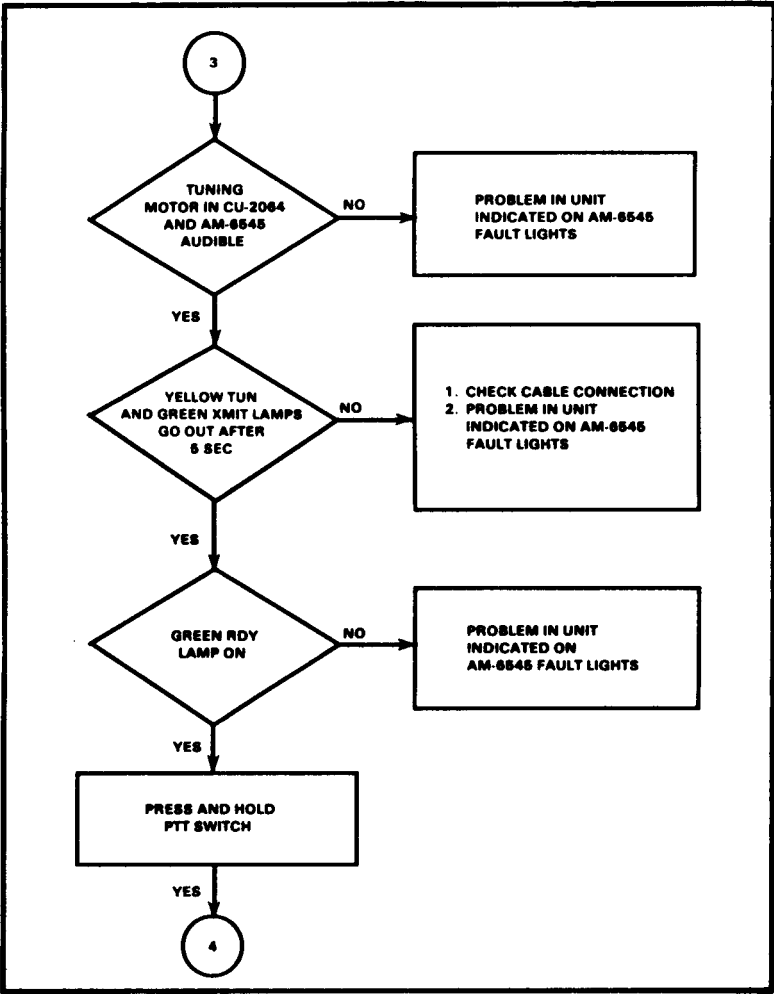 3
TUNING
MOTOR IN CU-2064
AND AM-6545
AUDIBLE
NO
PROBLEM IN UNIT
INDICATED ON AM-6545
FAULT LIGHTS
YES
YELLOW TUN
AND GREEN XMIT LAMPS
GO OUT AFTER
5 SEC
NO
1. CHECK CABLE CONNECTION
2. PROBLEM IN UNIT
INDICATED ON AM-6545
FAULT LIGHTS
YES
GREEN RDY
LAMP ON
NO
PROBLEM IN UNIT
INDICATED ON
AM-6545 FAULT LIGHTS
YES
PRESS AND HOLD
PTT SWITCH
YES
4